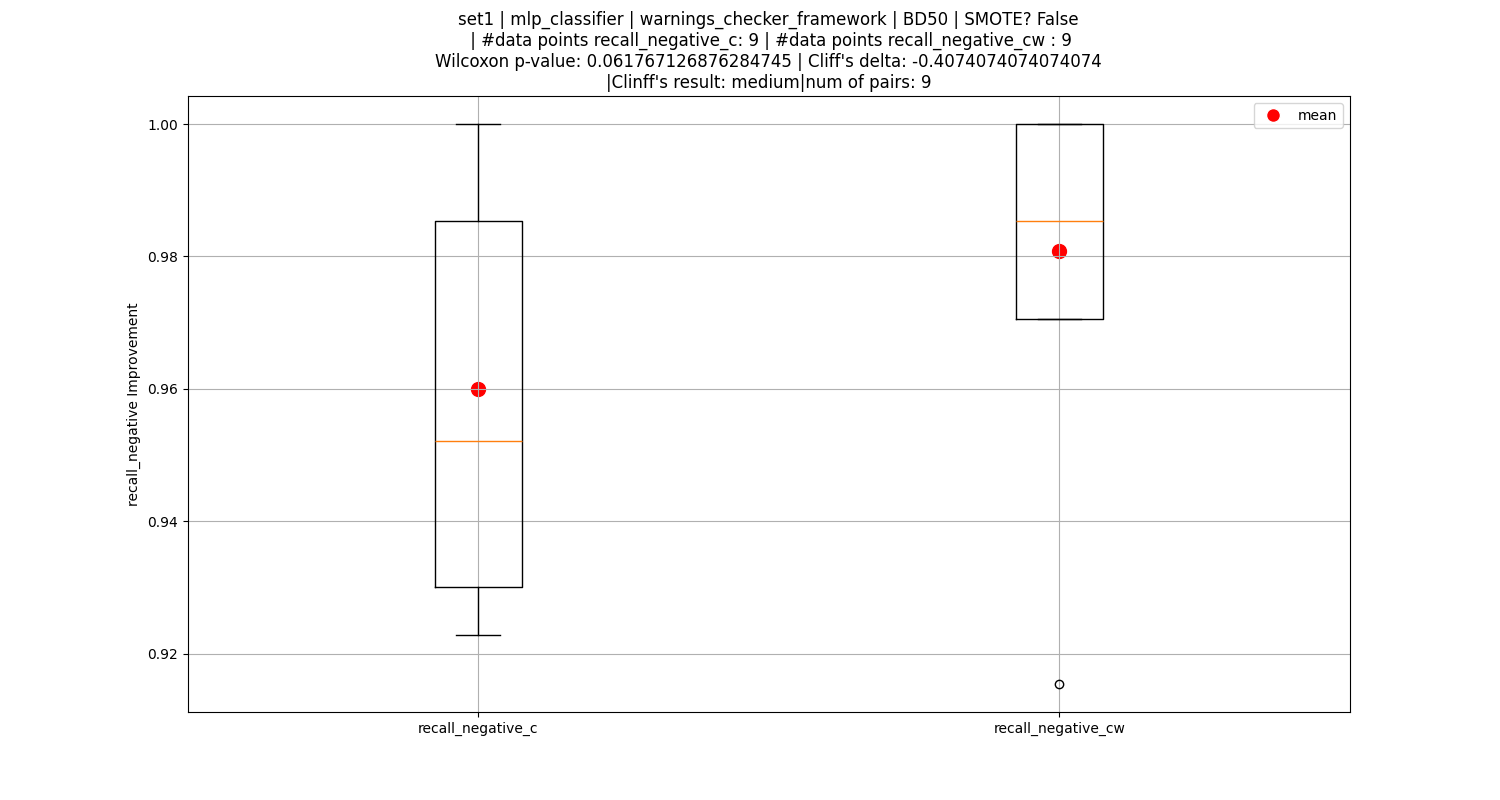 set1 | mlp_classifier | warnings_checker_framework | BD50 | SMOTE? False
| #data points recall_negative_c: 9 | #data points recall_negative_cw : 9
Wilcoxon p-value: 0.061767126876284745 | Cliff's delta: -0.4074074074074074
|Clinff's result: medium|num of pairs: 9
mean
1.00
0.98
0.96
0.94
0.92
recall_negative Improvement
recall_negative_c
recall_negative_cw